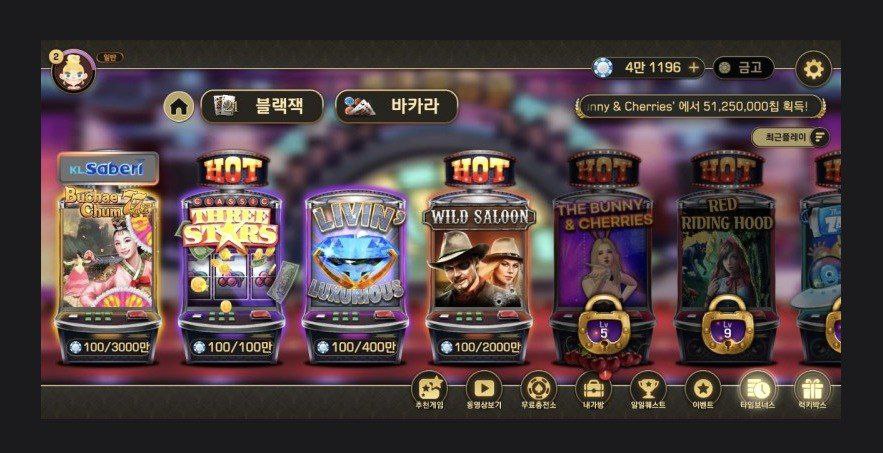 2
일반
4만 1196 +
금고
블랙잭
바카라
unny & Cherries' 에서 51,250,000칩 획득!
최근플레이
KL Saberi
Buchae Chum
HOT
CLASSIC
THREE
STARS
LIVIN'
LUXURIOUS
HOT
WILD SALOON
THE BUNNY
& CHERRIES
HOT
RED
RIDING HOOD
Lv
5
Lv
9
100/3000만
100/100만
100/400만
100/2000만
추천게임
동영상보기
무료충전소
내가방
일일퀘스트
이벤트
타임보너스
럭키박스